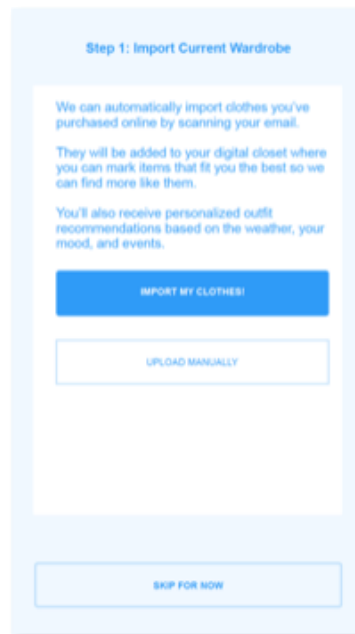 Step 1: Import Current Wardrobe
We can automatically import clothes you've
purchased online by scanning your email.
They will be added to your digital closet where
you can mark items that fit you the best so we
can find more like them.
You'll also receive personalized outfit
recommendations based on the weather, your
mood, and events.
IMPORT MY CLOTHES!
UPLOAD MANUALLY
SKIP FOR NOW